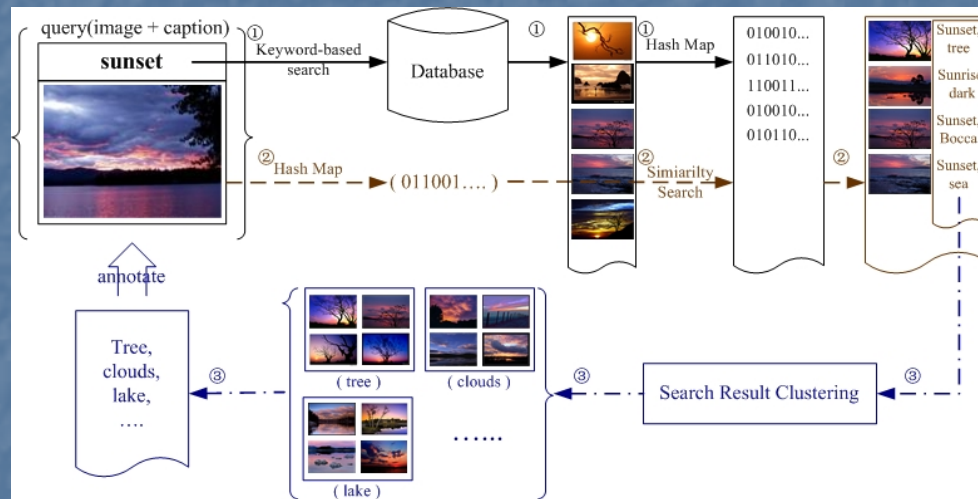 query(image + caption)
sunset
①
Keyword-based
search
Database
①
①
Hash Map
010010...
011010...
110011...
010010...
010110...
Sunset,
tree
Sunrise
dark
Sunset,
Bocca
Sunset,
sea
②
Hash Map
( 011001.... )
②
Simiarilty
Search
②
annotate
Tree,
clouds,
lake,
....
③
( tree )
( clouds )
( lake )
......
③
Search Result Clustering
③